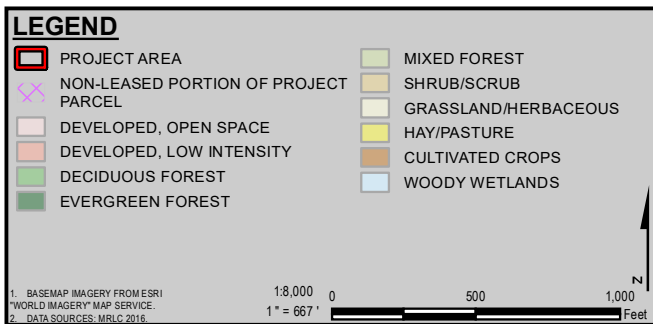 LEGEND
PROJECT AREA
NON-LEASED PORTION OF PROJECT
PARCEL
DEVELOPED, OPEN SPACE
DEVELOPED, LOW INTENSITY
DECIDUOUS FOREST
EVERGREEN FOREST
MIXED FOREST
SHRUB/SCRUB
GRASSLAND/HERBACEOUS
HAY/PASTURE
CULTIVATED CROPS
WOODY WETLANDS
1. BASEMAP IMAGERY FROM ESRI
"WORLD IMAGERY" MAP SERVICE.
2. DATA SOURCES: MRLC 2016.
1:8,000
1 " = 667 '
0 500 1,000
Feet
N